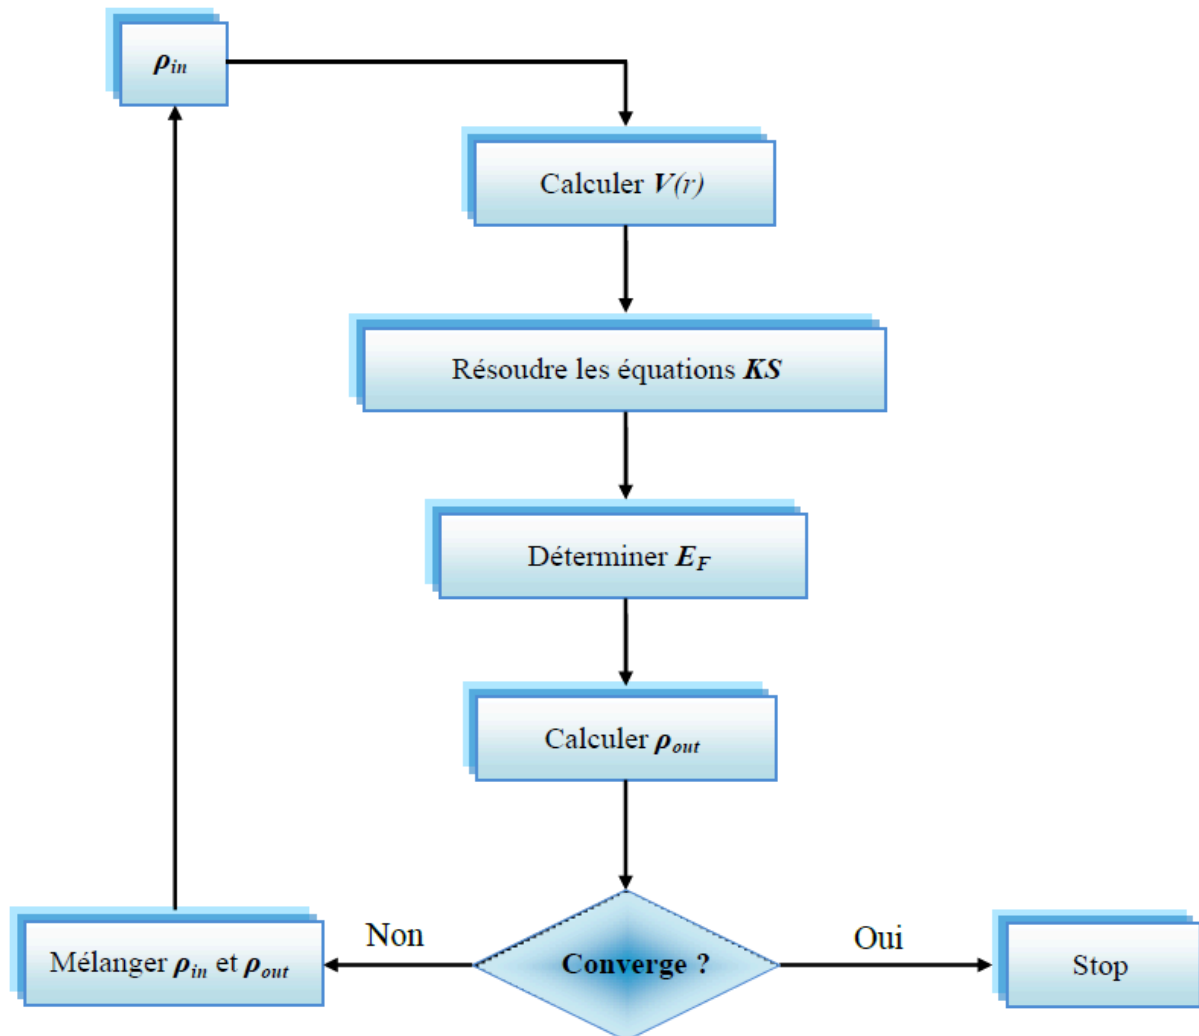 ρin
Calculer V(r)
Résoudre les équations KS
Déterminer EF
Calculer ρout
Non
Oui
Mélanger ρin et ρout
Converge ?
Stop